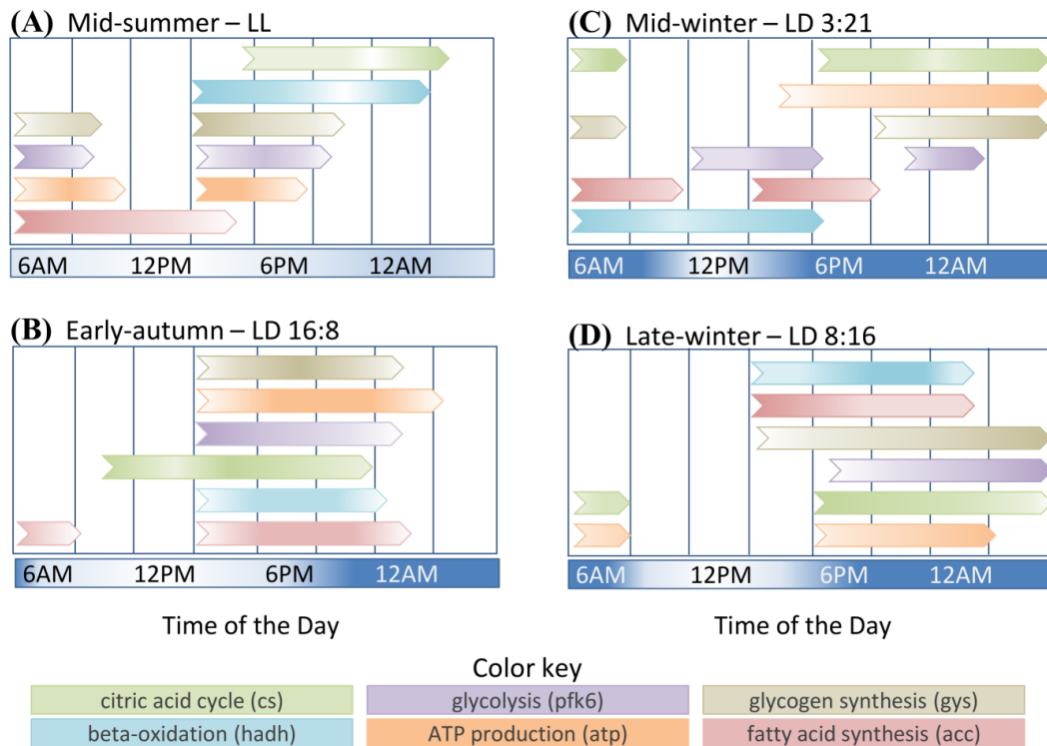 (A) Mid-summer – LL
6AM 12PM 6PM 12AM
(B) Early-autumn – LD 16:8
6AM 12PM 6PM 12AM
Time of the Day
(C) Mid-winter – LD 3:21
6AM 12PM 6PM 12AM
(D) Late-winter – LD 8:16
6AM 12PM 6PM 12AM
Time of the Day
Color key
citric acid cycle (cs) glycolysis (pfk6) glycogen synthesis (gys)
beta-oxidation (hadh) ATP production (atp) fatty acid synthesis (acc)